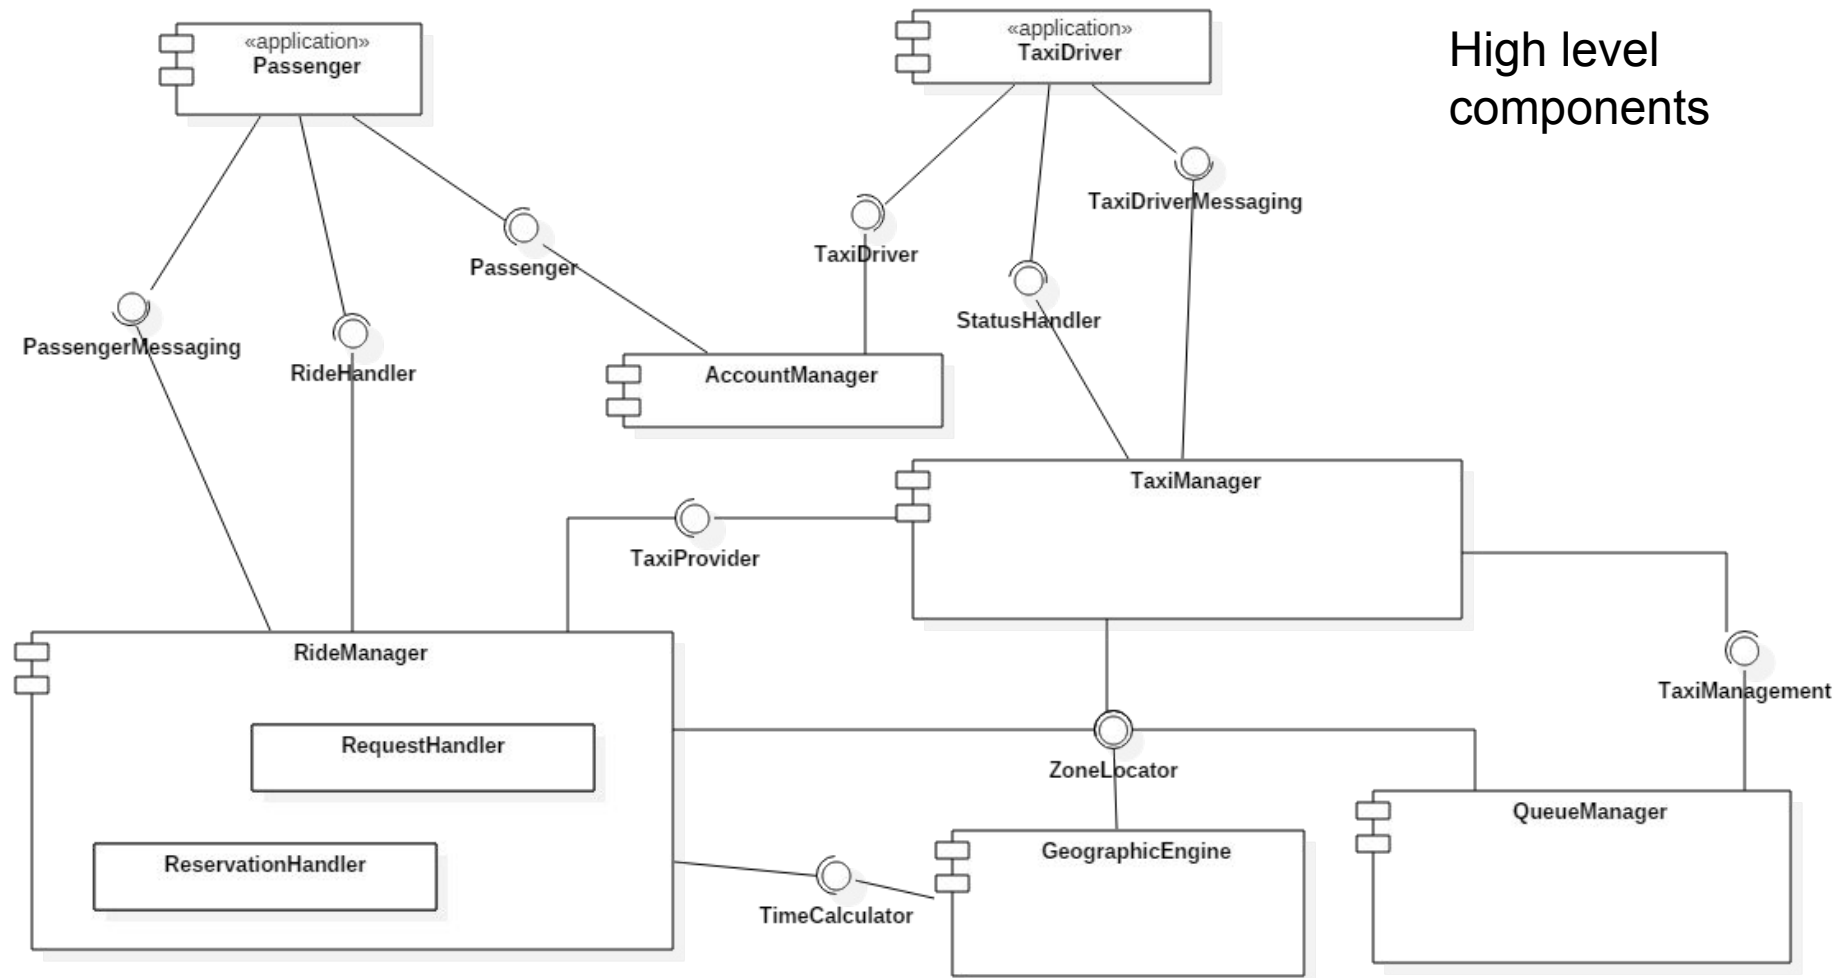 «application»
Passenger
«application»
TaxiDriver
High level
components
TaxiDriverMessaging
TaxiDriver
Passenger
StatusHandler
PassengerMessaging
RideHandler
AccountManager
TaxiManager
TaxiProvider
RideManager
TaxiManagement
RequestHandler
ZoneLocator
QueueManager
GeographicEngine
ReservationHandler
TimeCalculator